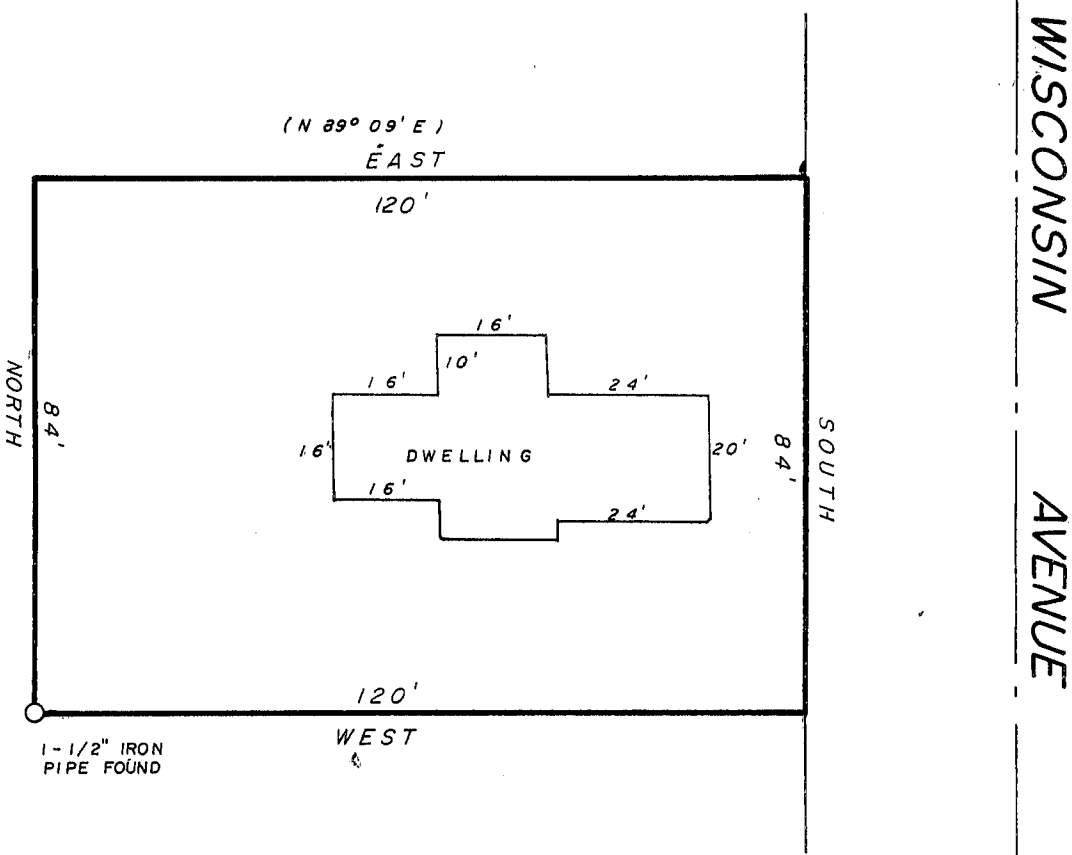 WISCONSIN AVENUE
(N 89° 09' E)
EAST
120'
16'
10'
16'
24'
NORTH
84'
16'
DWELLING
20'
84'
SOUTH
16'
24'
120'
WEST
1-1/2" IRON
PIPE FOUND